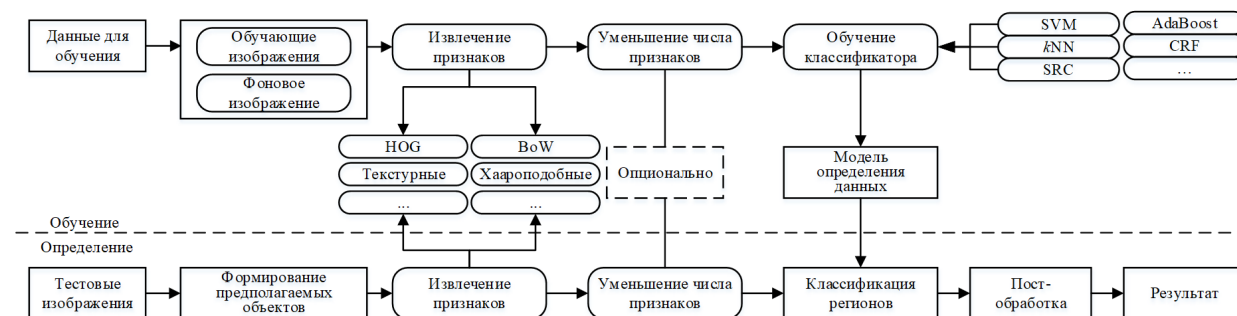 Данные для
обучения
Обучающие
изображения
Фоновое
изображение
Извлечение
признаков
Уменьшение числа
признаков
Обучение
классификатора
SVM
kNN
SRC
AdaBoost
CRF
...
HOG
Текстурные
...
BoW
Хаароподобные
...
Опционально
Модель
определения
данных
Обучение
Определение
Тестовые
изображения
Формирование
предполагаемых
объектов
Извлечение
признаков
Уменьшение числа
признаков
Классификация
регионов
Пост-
обработка
Результат